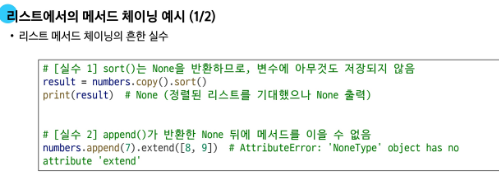 리스트에서의 메서드 체이닝 예시 (1/2)
• 리스트 메서드 체이닝의 흔한 실수
# [실수 1] sort()는 None을 반환하므로, 변수에 아무것도 저장되지 않음
result = numbers.copy().sort()
print(result)  # None (정렬된 리스트를 기대했으나 None 출력)
# [실수 2] append()가 반환한 None 뒤에 메서드를 이을 수 없음
numbers.append(7).extend([8, 9])  # AttributeError: 'NoneType' object has no
attribute 'extend'